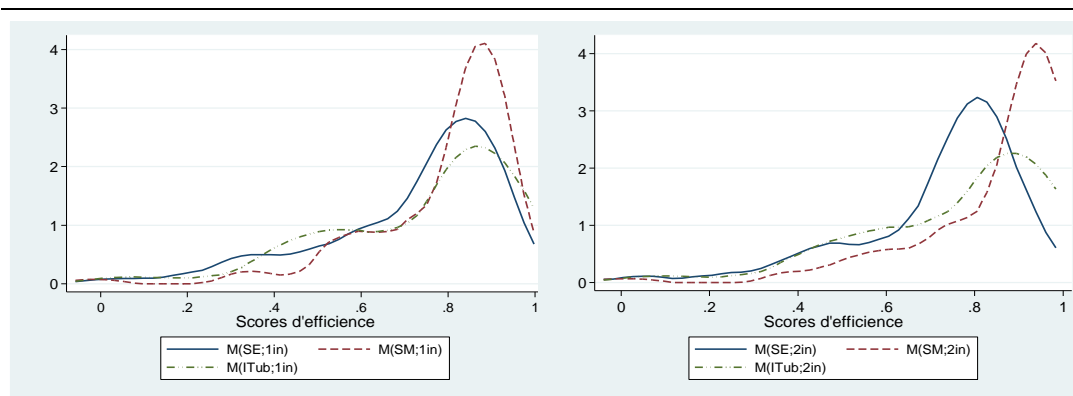 4
3
2
1
0
0 .2 .4 .6 .8 1
Scores d'efficience
M(SE;1in) M(SM;1in)
M(ITub;1in)
4
3
2
1
0
0 .2 .4 .6 .8 1
Scores d'efficience
M(SE;2in) M(SM;2in)
M(ITub;2in)